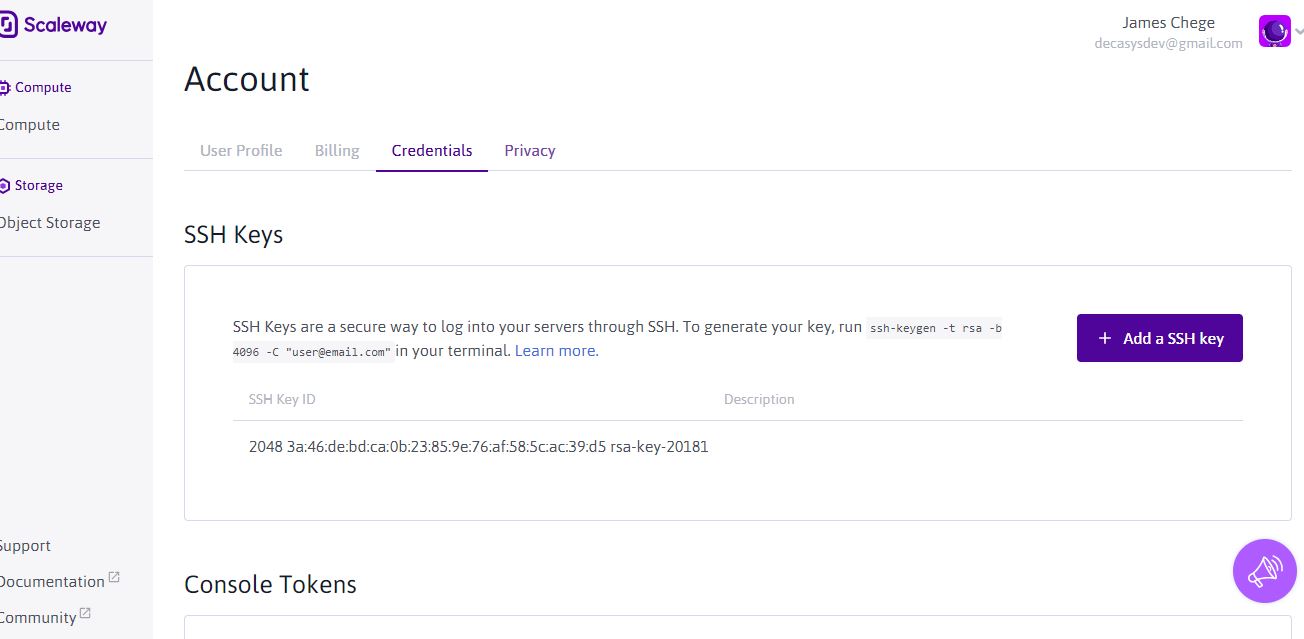 Scaleway
James Chege
decasysdev@gmail.com
Account
Compute
Compute
Storage
Object Storage
User Profile
Billing
Credentials
Privacy
SSH Keys
SSH Keys are a secure way to log into your servers through SSH. To generate your key, run ssh-keygen -t rsa -b
4096 -C "user@email.com" in your terminal. Learn more.
+ Add a SSH key
SSH Key ID
Description
2048 3a:46:de:bd:ca:0b:23:85:9e:76:af:58:5c:ac:39:d5 rsa-key-20181
Console Tokens
Support
Documentation
Community